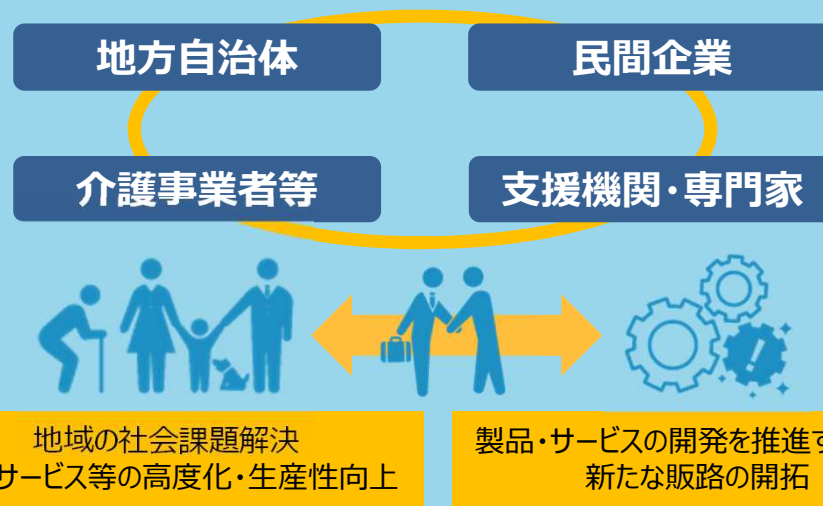 地方自治体
民間企業
介護事業者等
支援機関・専門家
地域の社会課題解決
サービス等の高度化・生産性向上
製品・サービスの開発を推進
新たな販路の開拓